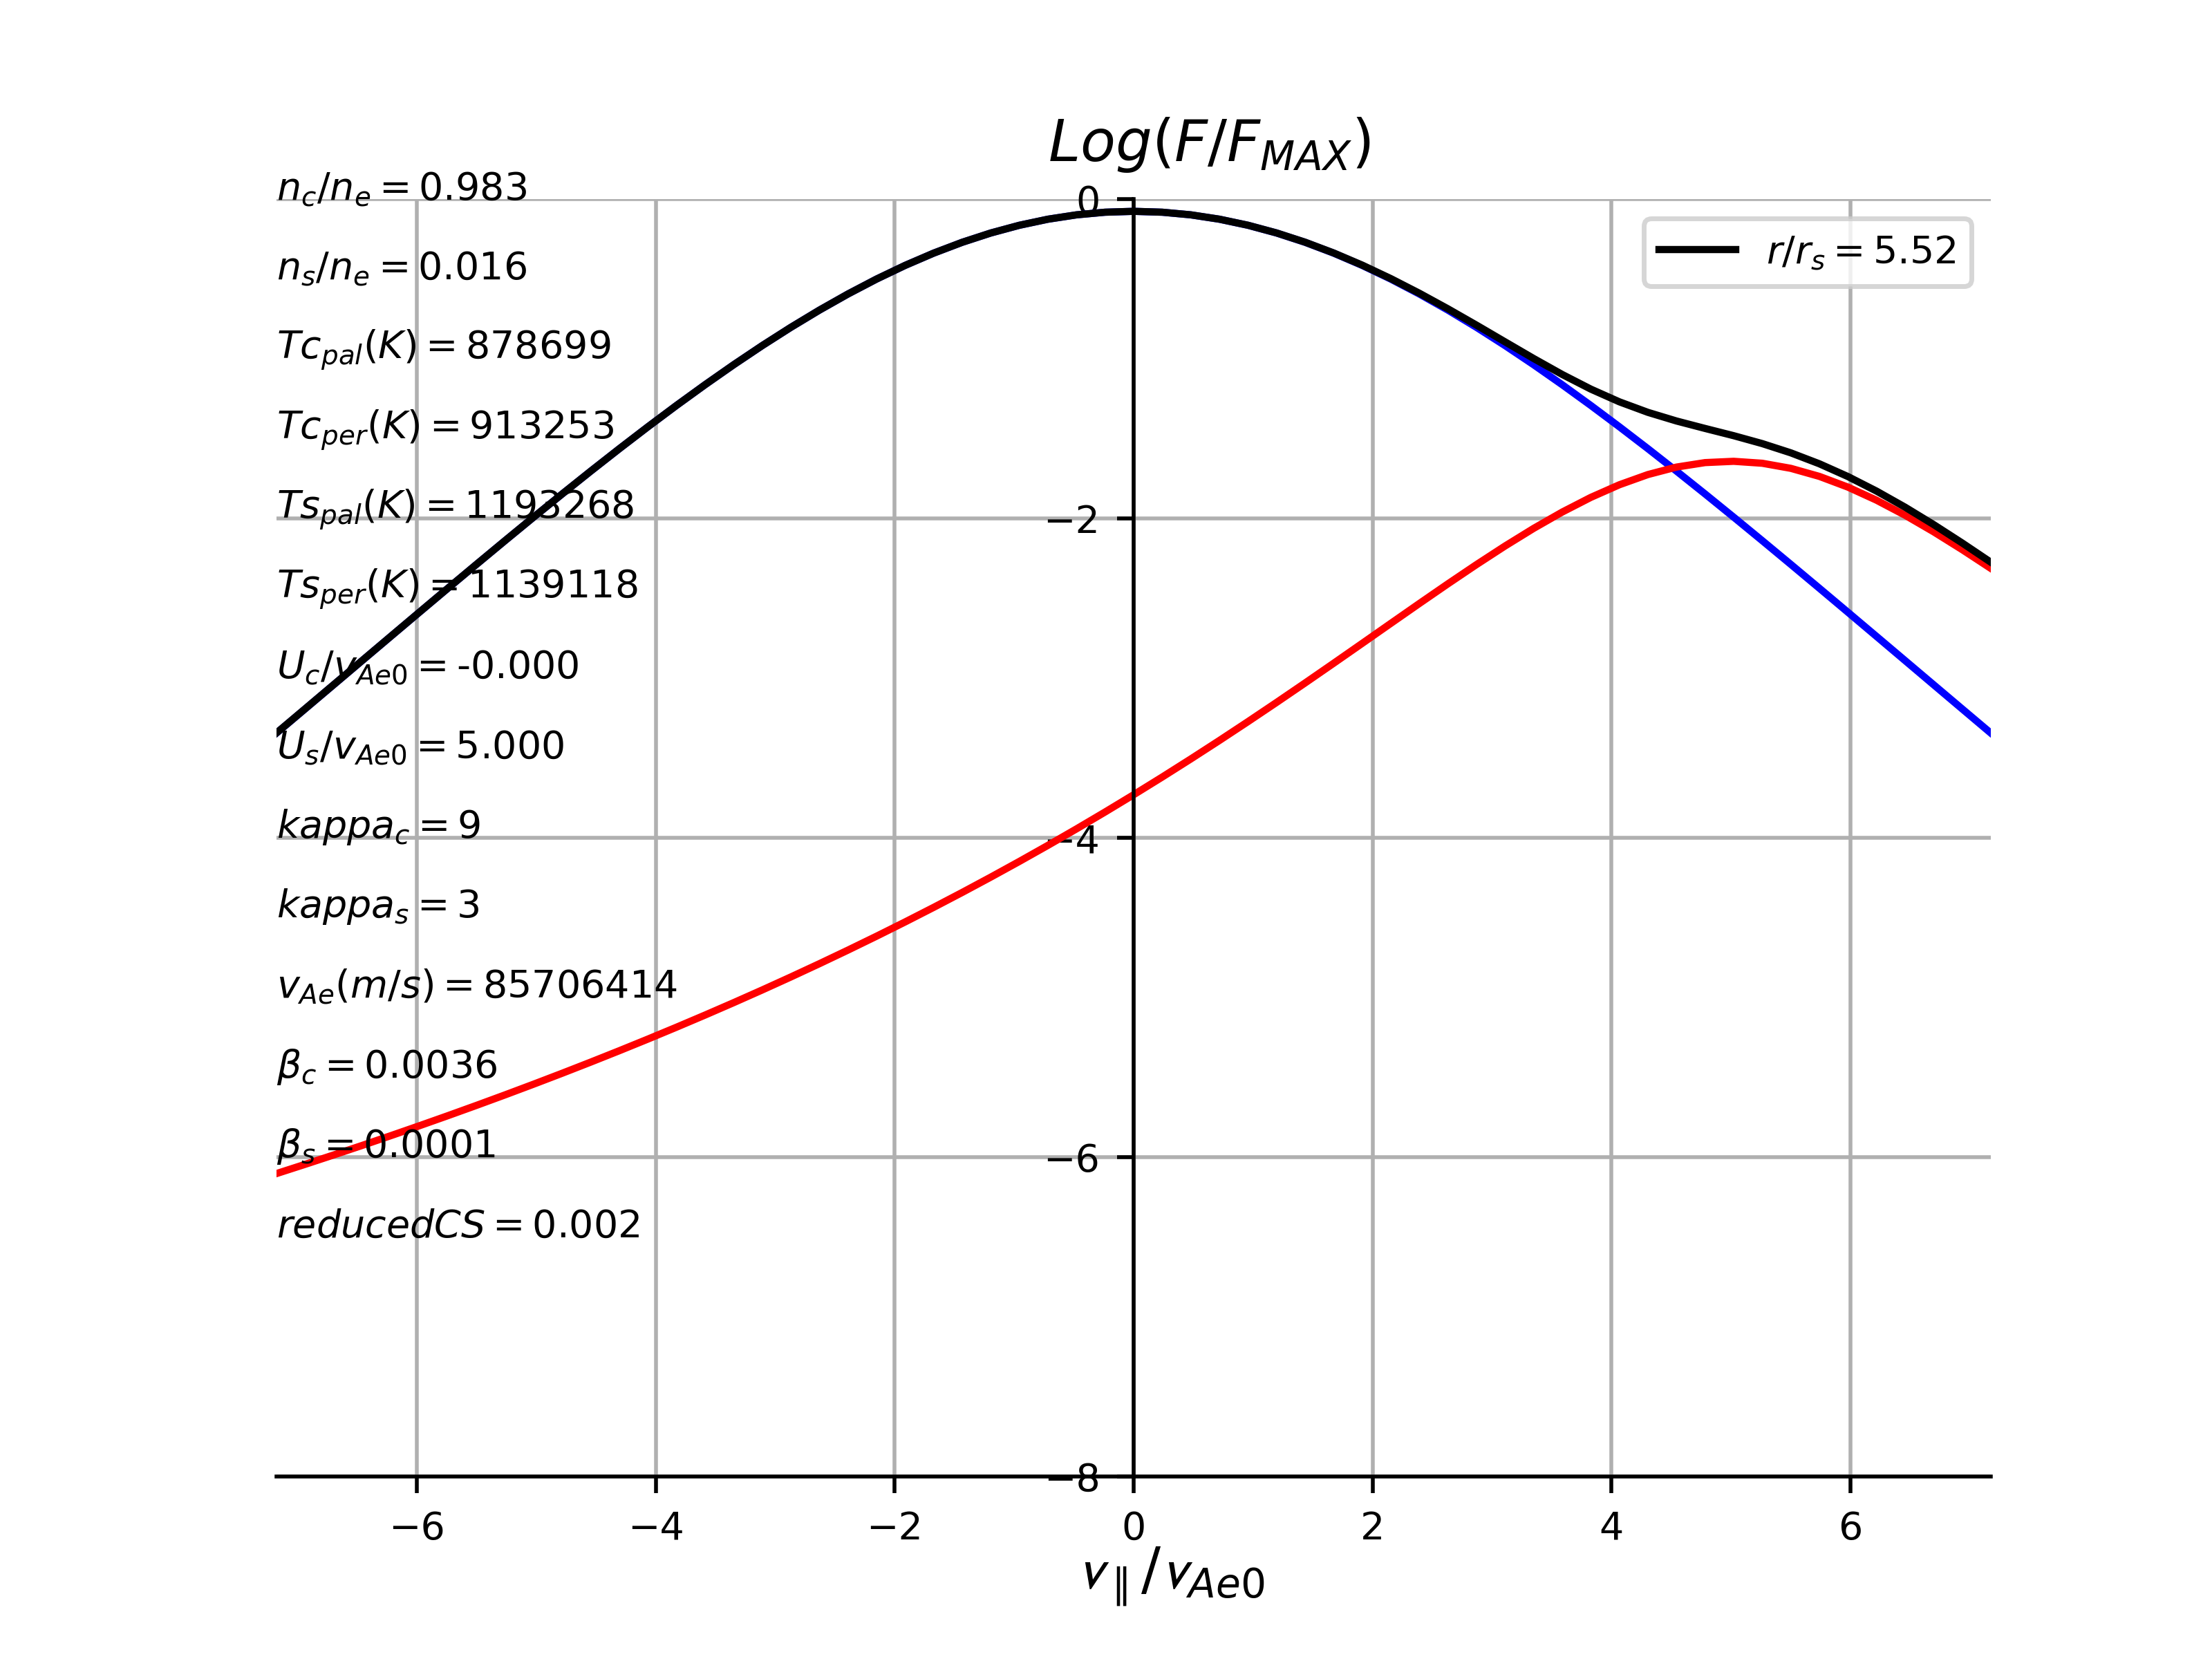 Log(F/F_MAX)
n_c/n_e = 0.983
n_s/n_e = 0.016
Tc_pal(K) = 878699
Tc_per(K) = 913253
Ts_pal(K) = 1193268
Ts_per(K) = 1139118
U_c/v_Ae0 = -0.000
U_s/v_Ae0 = 5.000
kappa_c = 9
kappa_s = 3
v_Ae(m/s) = 85706414
β_c = 0.0036
β_s = 0.0001
reducedCS = 0.002
r/r_s = 5.52
0
−2
−4
−6
−8
−6 −4 −2 0 2 4 6
v_∥/v_Ae0